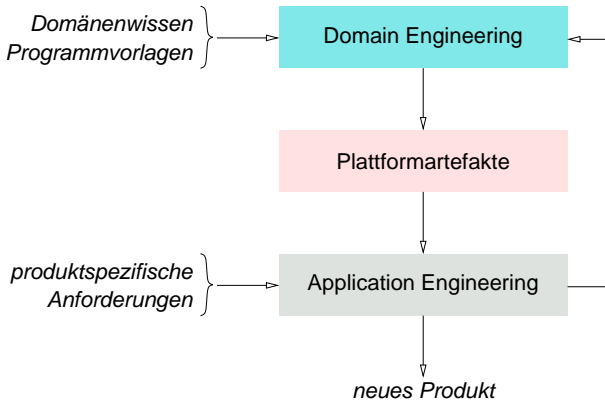 Domänenwissen
Programmvorlagen
Domain Engineering
Plattformartefakte
produktspezifische
Anforderungen
Application Engineering
neues Produkt